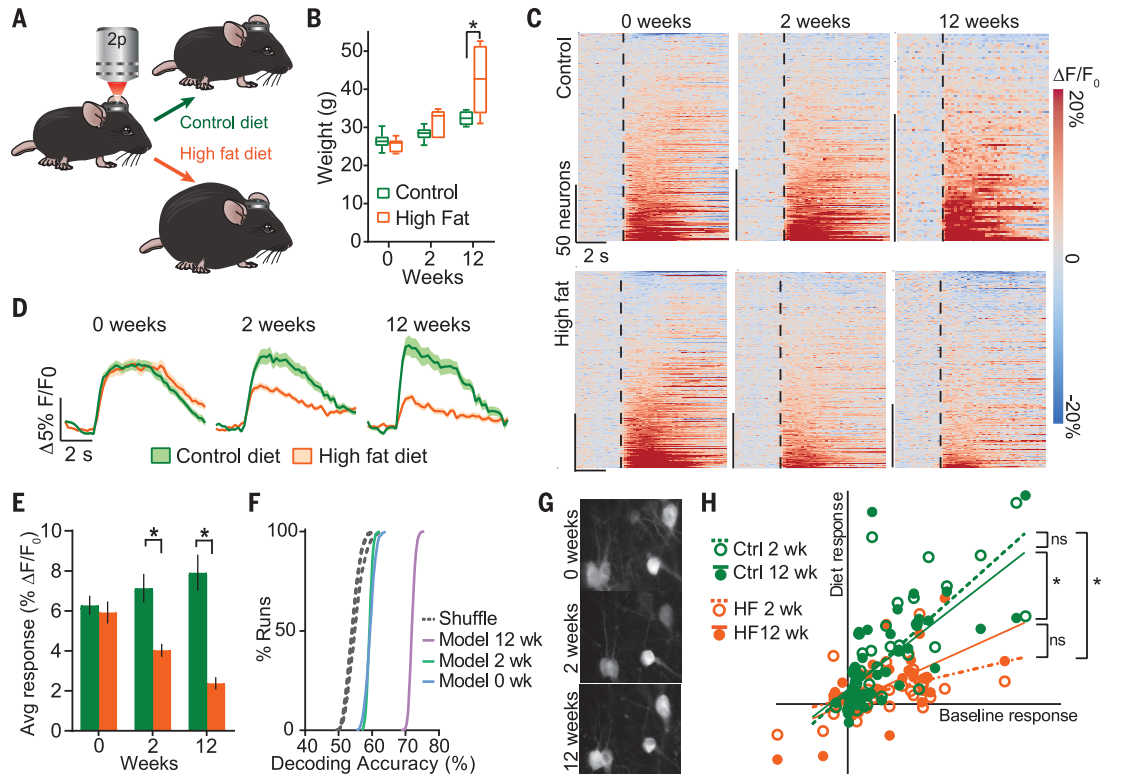 A
2p
Control diet
High fat diet
B
Weight (g)
60
50
40
30
20
10
0
*
Control
High Fat
0
2
12
Weeks
C
0 weeks
2 weeks
12 weeks
Control
50 neurons
2 s
High fat
ΔF/F0
20%
0
-20%
D
0 weeks
2 weeks
12 weeks
Δ5% F/F0
2 s
Control diet
High fat diet
E
Avg response (% ΔF/F0)
10
8
6
4
2
0
*
*
0
2
12
Weeks
F
% Runs
100
50
0
Shuffle
Model 12 wk
Model 2 wk
Model 0 wk
40
50
60
70
80
Decoding Accuracy (%)
G
0 weeks
2 weeks
12 weeks
H
Diet response
Ctrl 2 wk
Ctrl 12 wk
HF 2 wk
HF12 wk
ns
*
*
ns
Baseline response